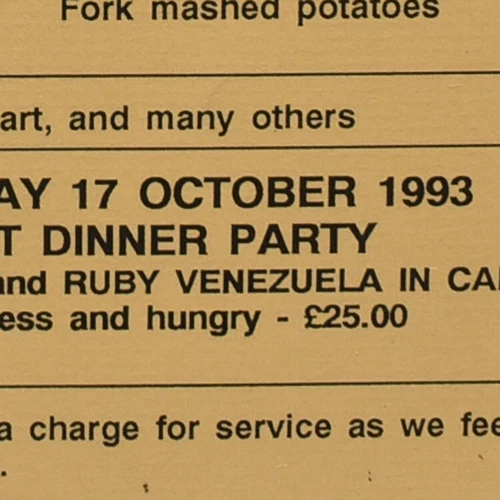 Fork mashed potatoes
art, and many others
AY 17 OCTOBER 1993
T DINNER PARTY
and RUBY VENEZUELA IN CA
ess and hungry - £25.00
a charge for service as we fee
.